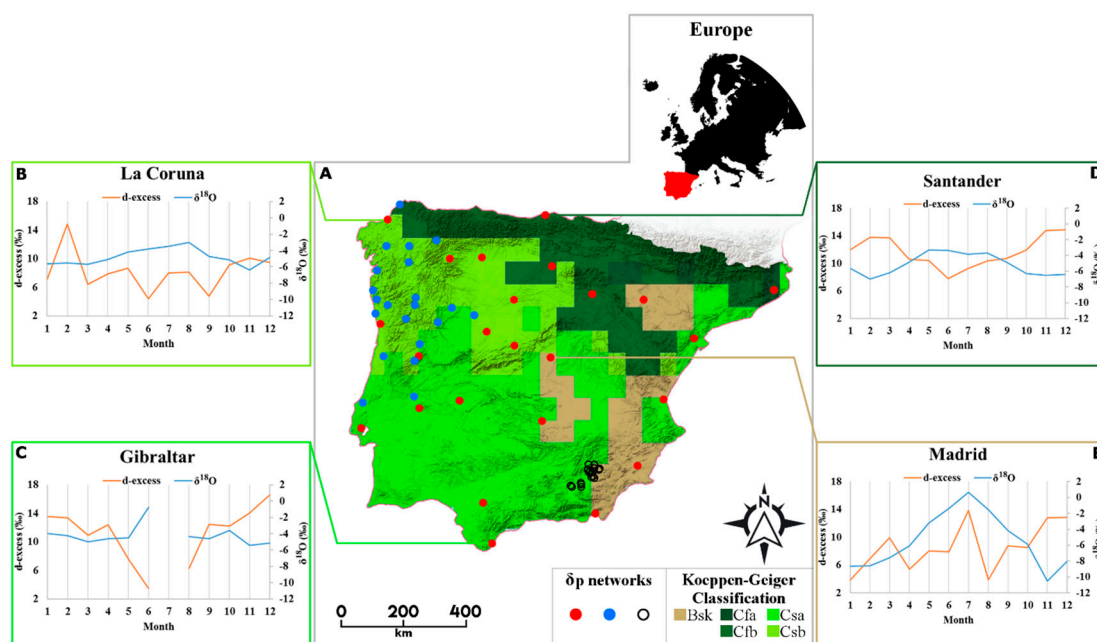 Europe
B
La Coruna
d-excess δ¹⁸O
18
14
10
6
2
2
0
-2
-4
-6
-8
-10
-12
d-excess (‰)
δ¹⁸O (‰)
1 2 3 4 5 6 7 8 9 10 11 12
Month
A
D
Santander
d-excess δ¹⁸O
18
14
10
6
2
2
0
-2
-4
-6
-8
-10
-12
d-excess (‰)
1 2 3 4 5 6 7 8 9 10 11 12
Month
C
Gibraltar
d-excess δ¹⁸O
18
14
10
6
2
2
0
-2
-4
-6
-8
-10
-12
d-excess (‰)
δ¹⁸O (‰)
1 2 3 4 5 6 7 8 9 10 11 12
Month
Madrid
d-excess δ¹⁸O
18
14
10
6
2
2
0
-2
-4
-6
-8
-10
-12
d-excess (‰)
1 2 3 4 5 6 7 8 9 10 11 12
Month
N
0 200 400
km
δp networks
Koeppen-Geiger
Classification
Bsk Cfa Csa
Cfb Csb